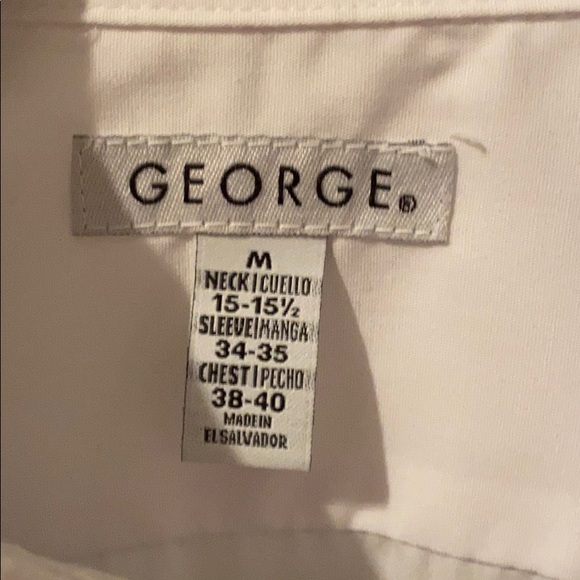 GEORGE®
M
NECK|CUELLO
15-15½
SLEEVE|MANGA
34-35
CHEST|PECHO
38-40
MADE IN
EL SALVADOR